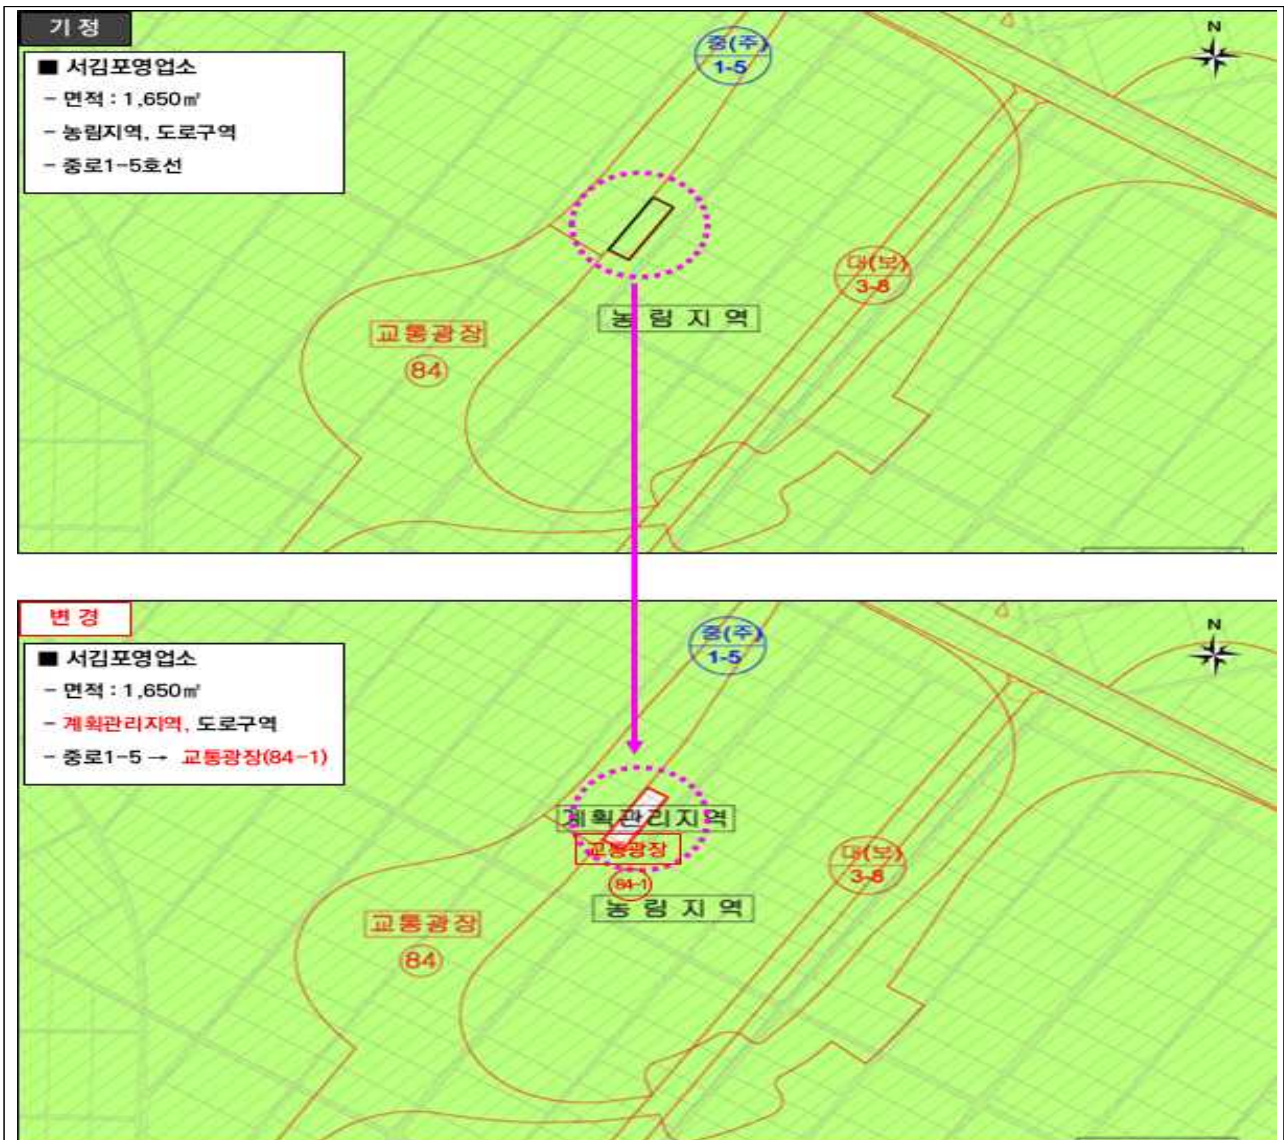 기 정
■ 서김포영업소
- 면적 : 1,650㎡
- 농림지역, 도로구역
- 중로1-5호선
중(주)
1-5
N
대(보)
3-8
농 림 지 역
교통광장
84
변 경
■ 서김포영업소
- 면적 : 1,650㎡
- 계획관리지역, 도로구역
- 중로1-5 → 교통광장(84-1)
중(주)
1-5
N
계획관리지역
교통광장
84-1
대(보)
3-8
농 림 지 역
교통광장
84